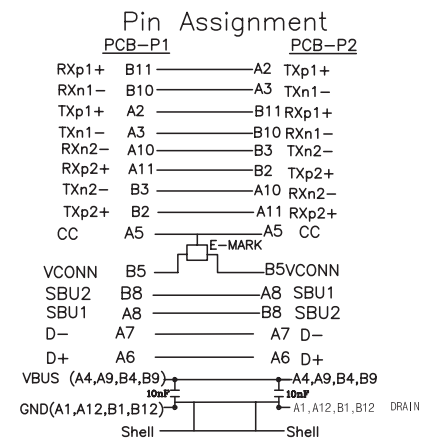 Pin Assignment
PCB-P1 PCB-P2
RXp1+ B11 A2 TXp1+
RXn1- B10 A3 TXn1-
TXp1+ A2 B11 RXp1+
TXn1- A3 B10 RXn1-
RXn2- A10 B3 TXn2-
RXp2+ A11 B2 TXp2+
TXn2- B3 A10 RXn2-
TXp2+ B2 A11 RXp2+
CC A5 A5 CC
E-MARK
VCONN B5 B5 VCONN
SBU2 B8 A8 SBU1
SBU1 A8 B8 SBU2
D- A7 A7 D-
D+ A6 A6 D+
VBUS (A4,A9,B4,B9) A4,A9,B4,B9
10nF 10nF
GND(A1,A12,B1,B12) A1,A12,B1,B12 DRAIN
Shell Shell